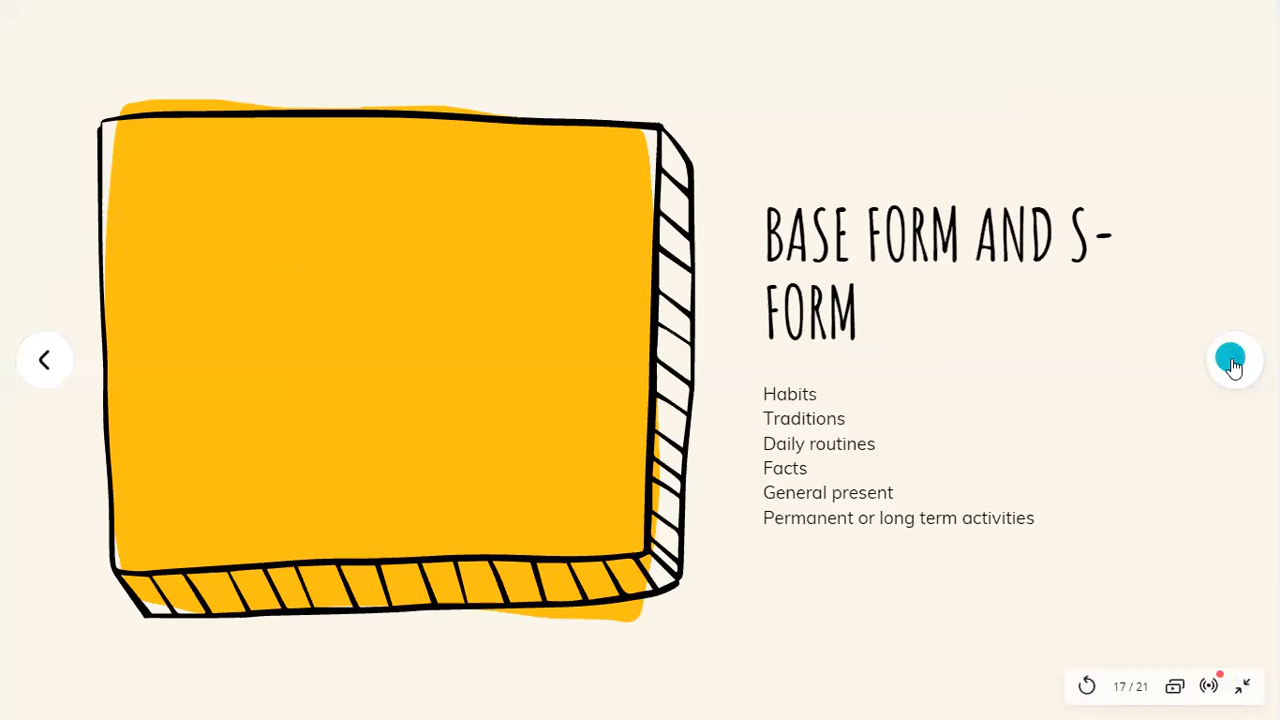 BASE FORM AND S-
FORM
Habits
Traditions
Daily routines
Facts
General present
Permanent or long term activities
17 / 21